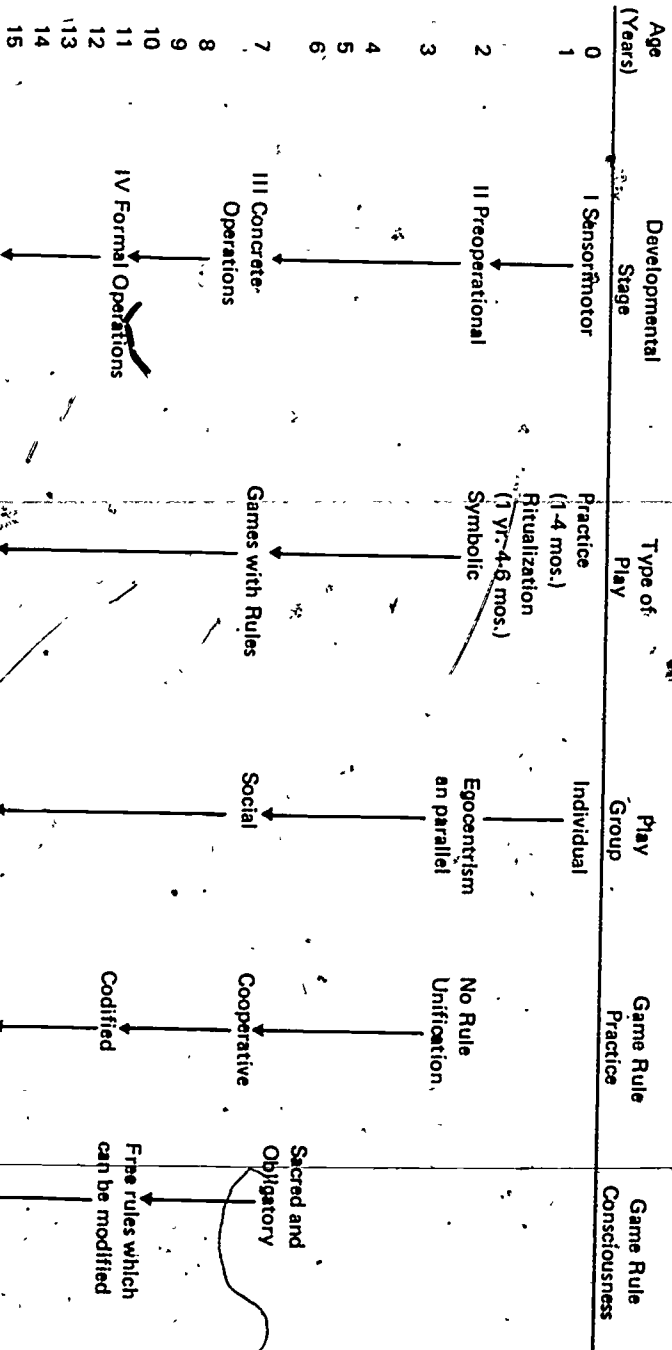 Age
(Years)
Developmental
Stage
Type of
Play
Play
Group
Game Rule
Practice
Game Rule
Consciousness
0
1
2
3
4
5
6
7
8
9
10
11
12
13
14
15
I Sensorimotor
II Preoperational
III Concrete-
Operations
IV Formal Operations
Practice
(1-4 mos.)
Ritualization
(1 yr. 4-6 mos.)
Symbolic
Games with Rules
Individual
Egocentrism
an parallel
Social
No Rule
Unification
Cooperative
Codified
Sacred and
Obligatory
Free rules which
can be modified